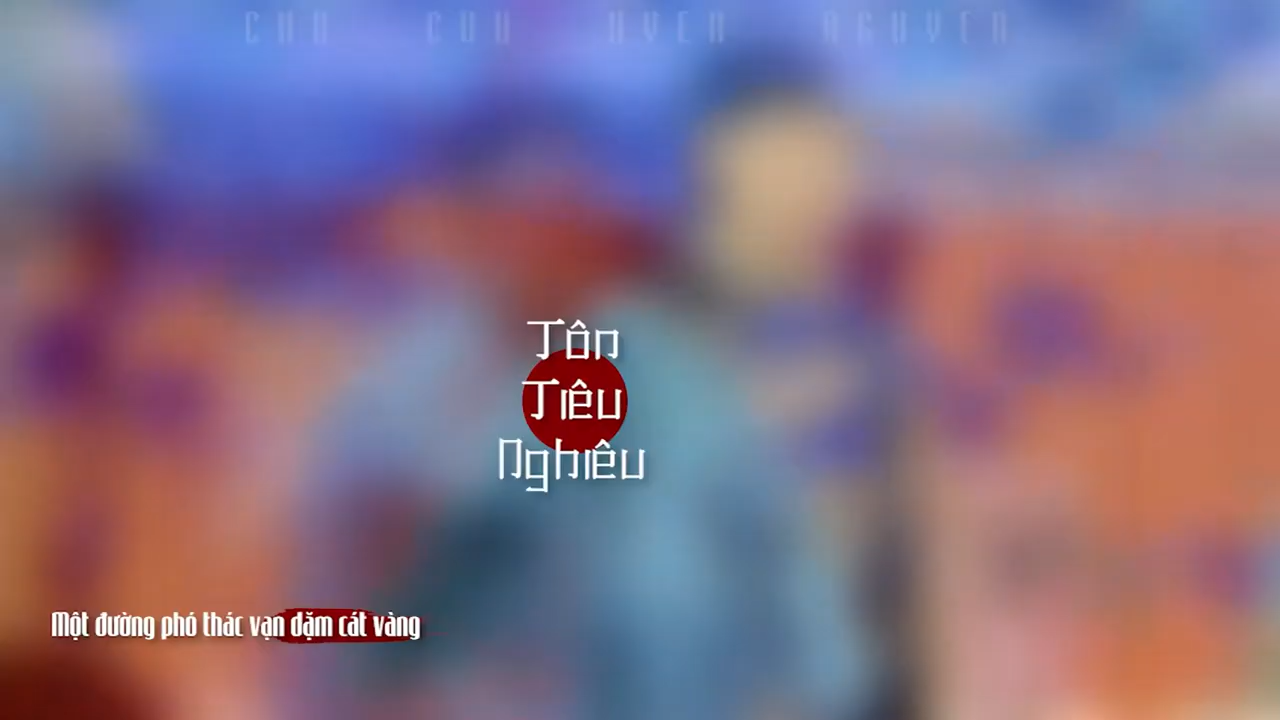 Tôn
Tiêu
Nghiêu
Một đường phó thác vạn dặm cát vàng